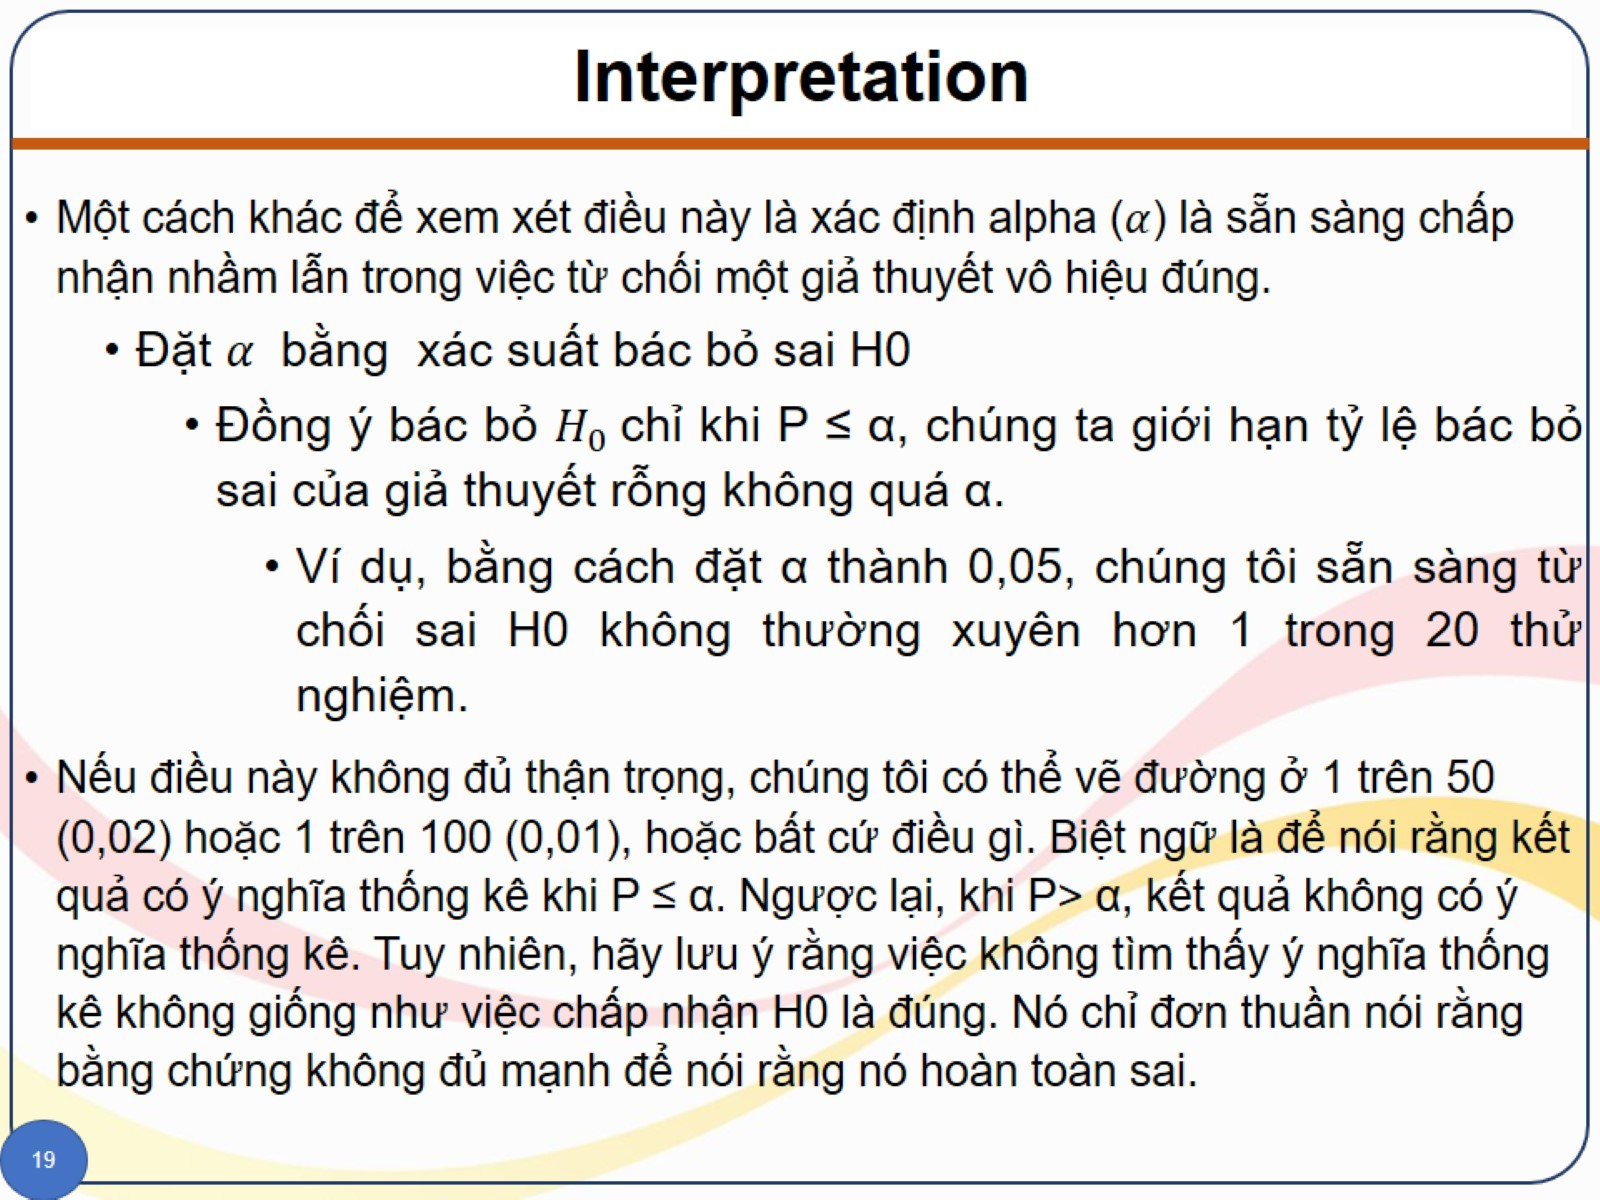 Interpretation
• Một cách khác để xem xét điều này là xác định alpha (α) là sẵn sàng chấp
nhận nhầm lẫn trong việc từ chối một giả thuyết vô hiệu đúng.
• Đặt α bằng xác suất bác bỏ sai H0
• Đồng ý bác bỏ H₀ chỉ khi P ≤ α, chúng ta giới hạn tỷ lệ bác bỏ
sai của giả thuyết rỗng không quá α.
• Ví dụ, bằng cách đặt α thành 0,05, chúng tôi sẵn sàng từ
chối sai H0 không thường xuyên hơn 1 trong 20 thử
nghiệm.
• Nếu điều này không đủ thận trọng, chúng tôi có thể vẽ đường ở 1 trên 50
(0,02) hoặc 1 trên 100 (0,01), hoặc bất cứ điều gì. Biệt ngữ là để nói rằng kết
quả có ý nghĩa thống kê khi P ≤ α. Ngược lại, khi P> α, kết quả không có ý
nghĩa thống kê. Tuy nhiên, hãy lưu ý rằng việc không tìm thấy ý nghĩa thống
kê không giống như việc chấp nhận H0 là đúng. Nó chỉ đơn thuần nói rằng
bằng chứng không đủ mạnh để nói rằng nó hoàn toàn sai.
19